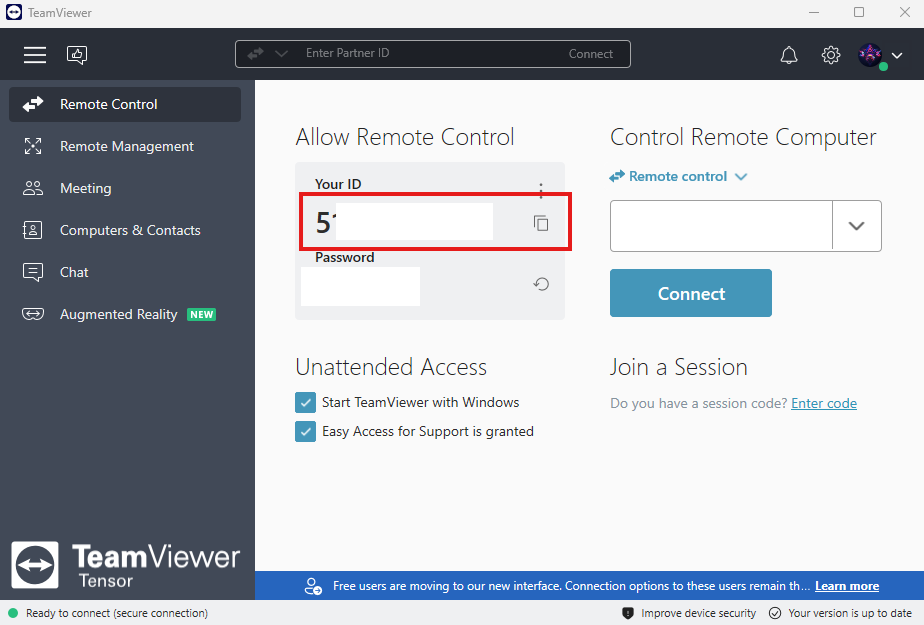 TeamViewer
Enter Partner ID
Connect
Remote Control
Remote Management
Meeting
Computers & Contacts
Chat
Augmented Reality NEW
Allow Remote Control
Your ID
Password
Unattended Access
Start TeamViewer with Windows
Easy Access for Support is granted
Control Remote Computer
Remote control
Connect
Join a Session
Do you have a session code? Enter code
TeamViewer
Tensor
Free users are moving to our new interface. Connection options to these users remain th... Learn more
Ready to connect (secure connection)
Improve device security
Your version is up to date